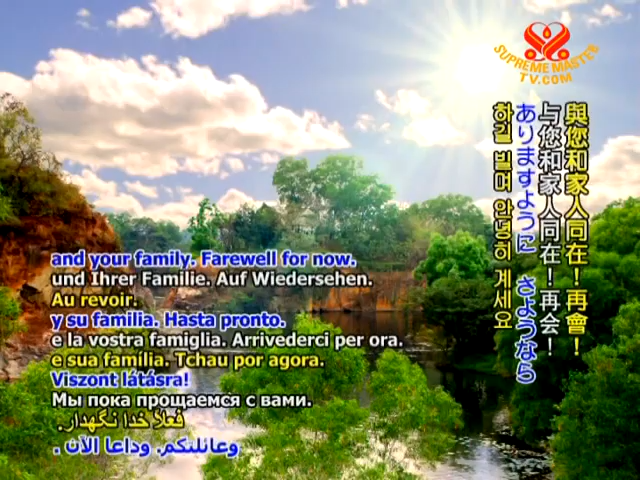 SUPREME MASTER
TV.COM
與您和家人同在！再會！
与您和家人同在！再会！
ありますように さようなら
하길 빌며 안녕히 계세요
and your family. Farewell for now.
und Ihrer Familie. Auf Wiedersehen.
Au revoir.
y su familia. Hasta pronto.
e la vostra famiglia. Arrivederci per ora.
e sua família. Tchau por agora.
Viszont látásra!
Мы пока прощаемся с вами.
فعلاً خدا نگهدار.
وعائلتكم. وداعا الآن .